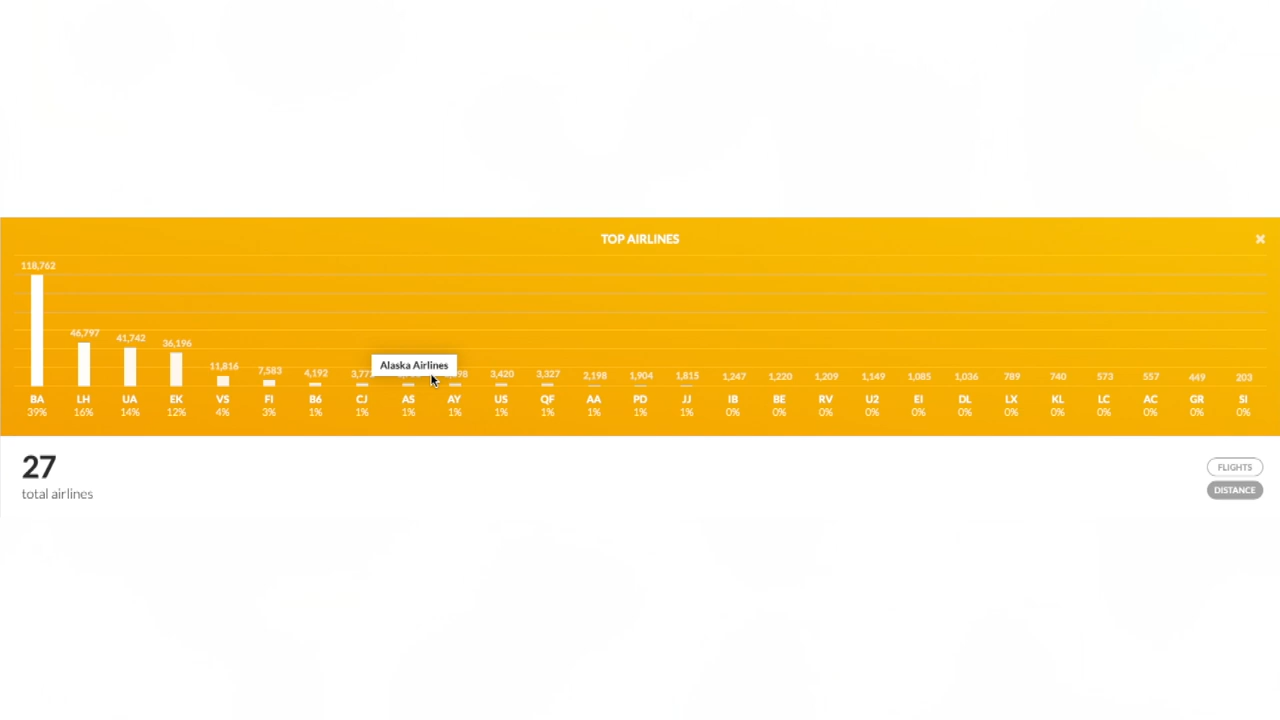 TOP AIRLINES
118,762 46,797 41,742 36,196 11,816 7,583 4,192 3,420 3,327 2,198 1,904 1,815 1,247 1,220 1,209 1,149 1,085 1,036 789 740 573 557 449 203
Alaska Airlines
BA LH UA EK VS FI B6 CJ AS AY US QF AA PD JJ IB BE RV U2 EI DL LX KL LC AC GR SI
39% 16% 14% 12% 4% 3% 1% 1% 1% 1% 1% 1% 1% 1% 1% 0% 0% 0% 0% 0% 0% 0% 0% 0% 0% 0% 0%
27
total airlines
FLIGHTS
DISTANCE